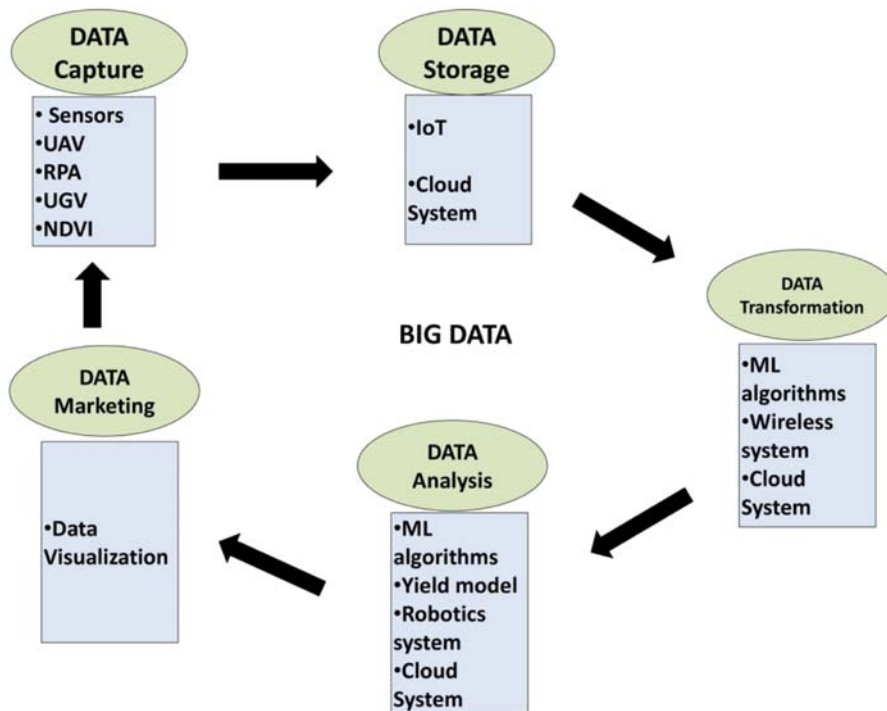 DATA
Capture
• Sensors
•UAV
•RPA
•UGV
•NDVI
DATA
Storage
•IoT
•Cloud
System
DATA
Transformation
•ML
algorithms
•Wireless
system
•Cloud
System
BIG DATA
DATA
Analysis
•ML
algorithms
•Yield model
•Robotics
system
•Cloud
System
DATA
Marketing
•Data
Visualization